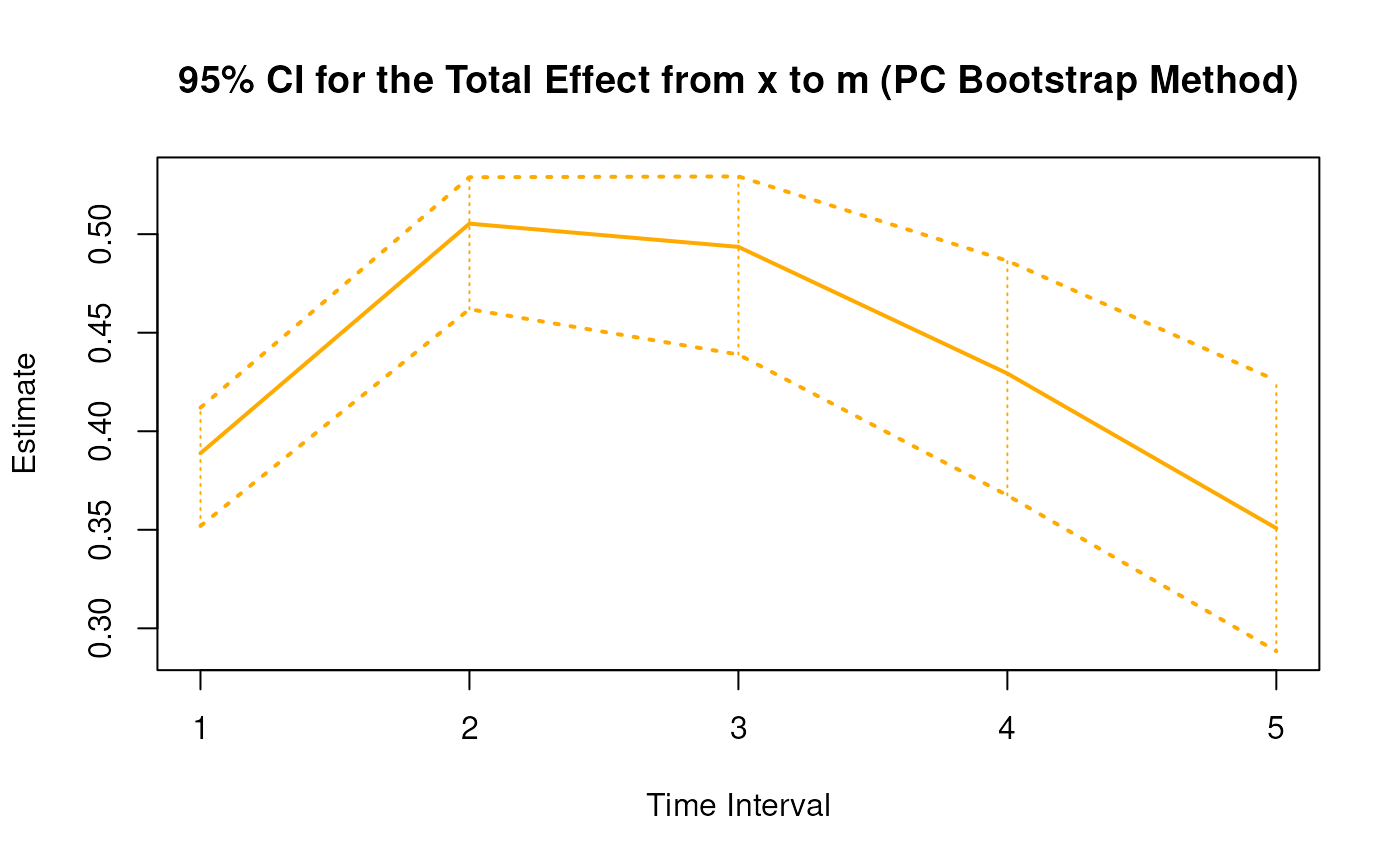 95% CI for the Total Effect from x to m (PC Bootstrap Method)
Estimate
0.50
0.45
0.40
0.35
0.30
1 2 3 4 5
Time Interval